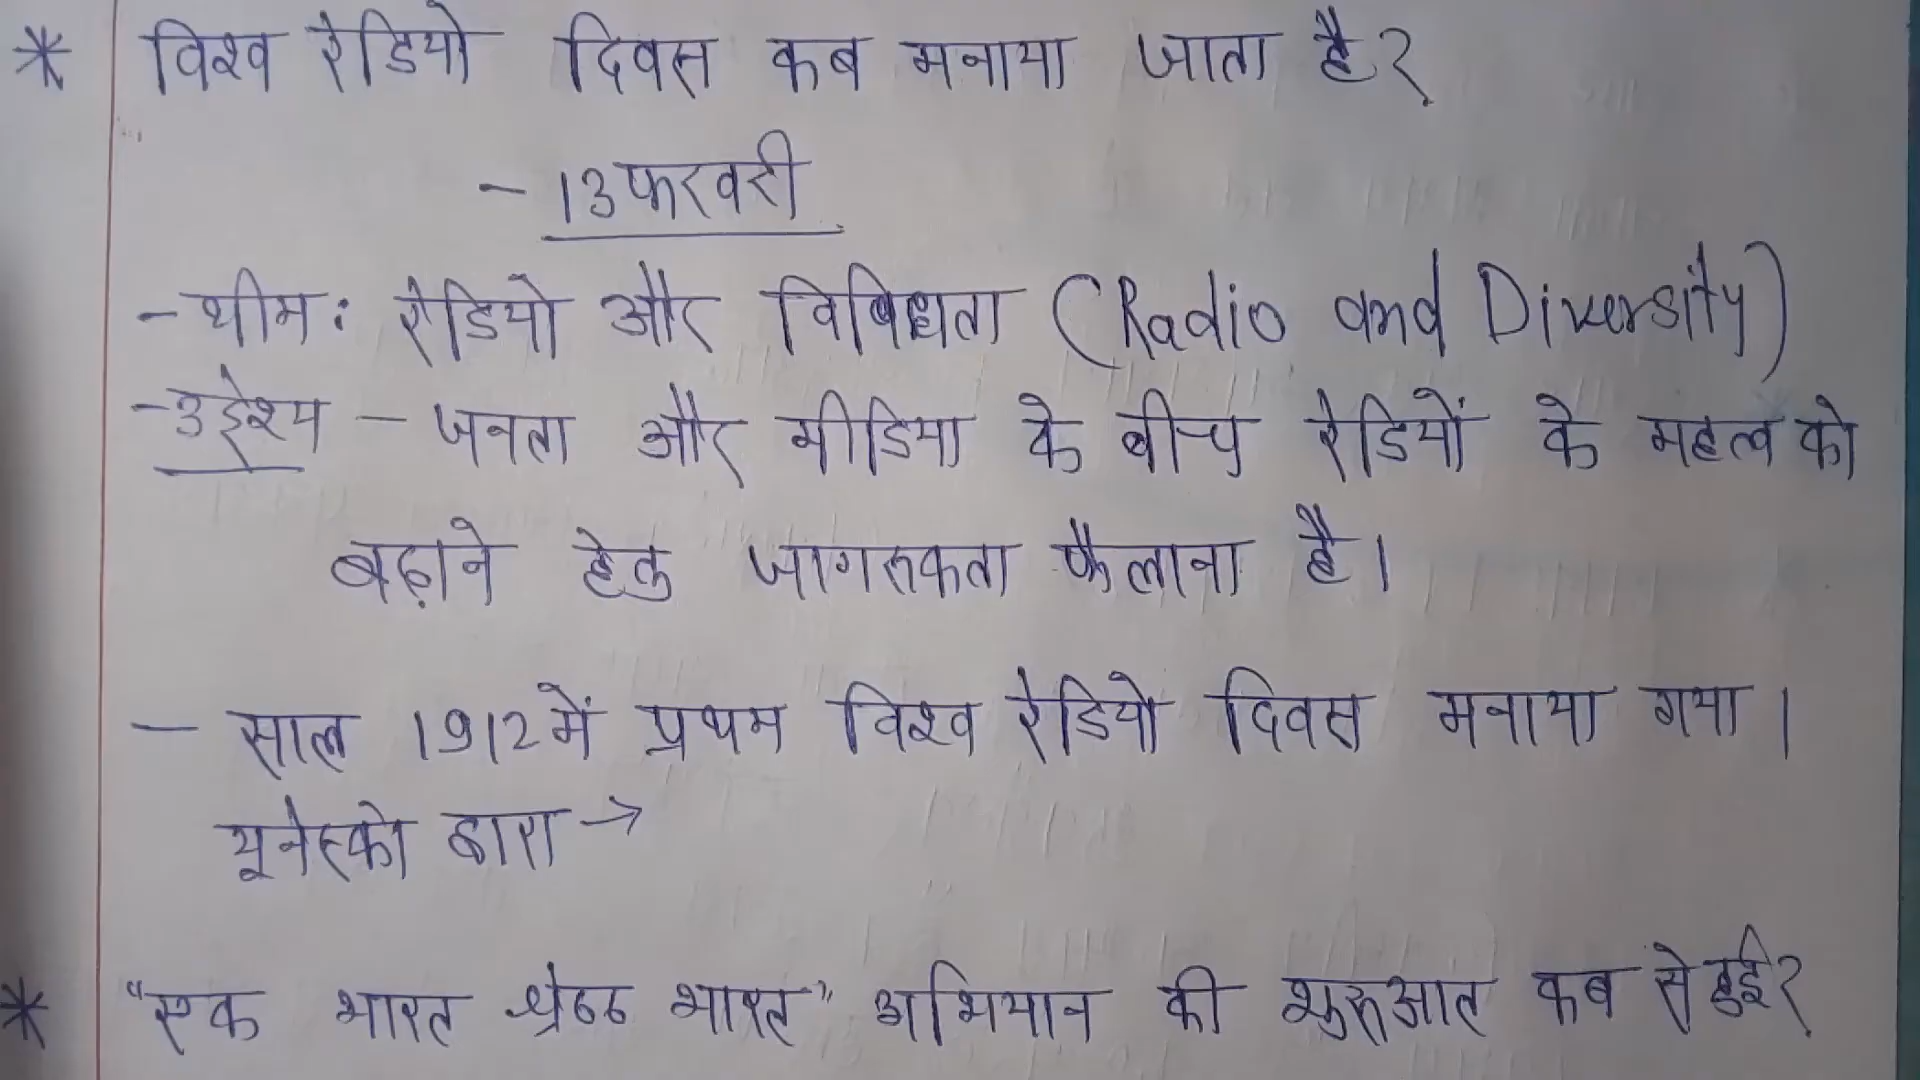 * विश्व रेडियो दिवस कब मनाया जाता है?
- 13 फरवरी
- थीम: रेडियो और विविधता (Radio and Diversity)
- उद्देश्य - जनता और मीडिया के बीच रेडियों के महत्व को
बढ़ाने हेतु जागरूकता फैलाना है।
- साल 1912 में प्रथम विश्व रेडियो दिवस मनाया गया।
यूनेस्को द्वारा →
* "एक भारत श्रेष्ठ भारत" अभियान की शुरूआत कब से हुई?